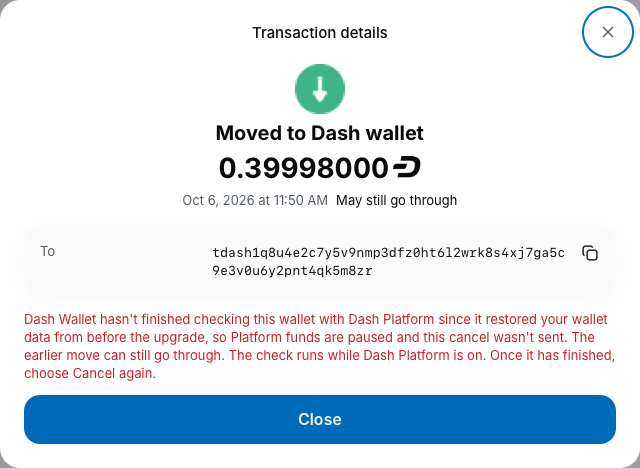 Transaction details
Moved to Dash wallet
0.39998000
Oct 6, 2026 at 11:50 AM May still go through
To
tdash1q8u4e2c7y5v9nmp3dfz0ht6l2wrk8s4xj7ga5c
9e3v0u6y2pnt4qk5m8zr
Dash Wallet hasn't finished checking this wallet with Dash Platform since it restored your wallet
data from before the upgrade, so Platform funds are paused and this cancel wasn't sent. The
earlier move can still go through. The check runs while Dash Platform is on. Once it has finished,
choose Cancel again.
Close